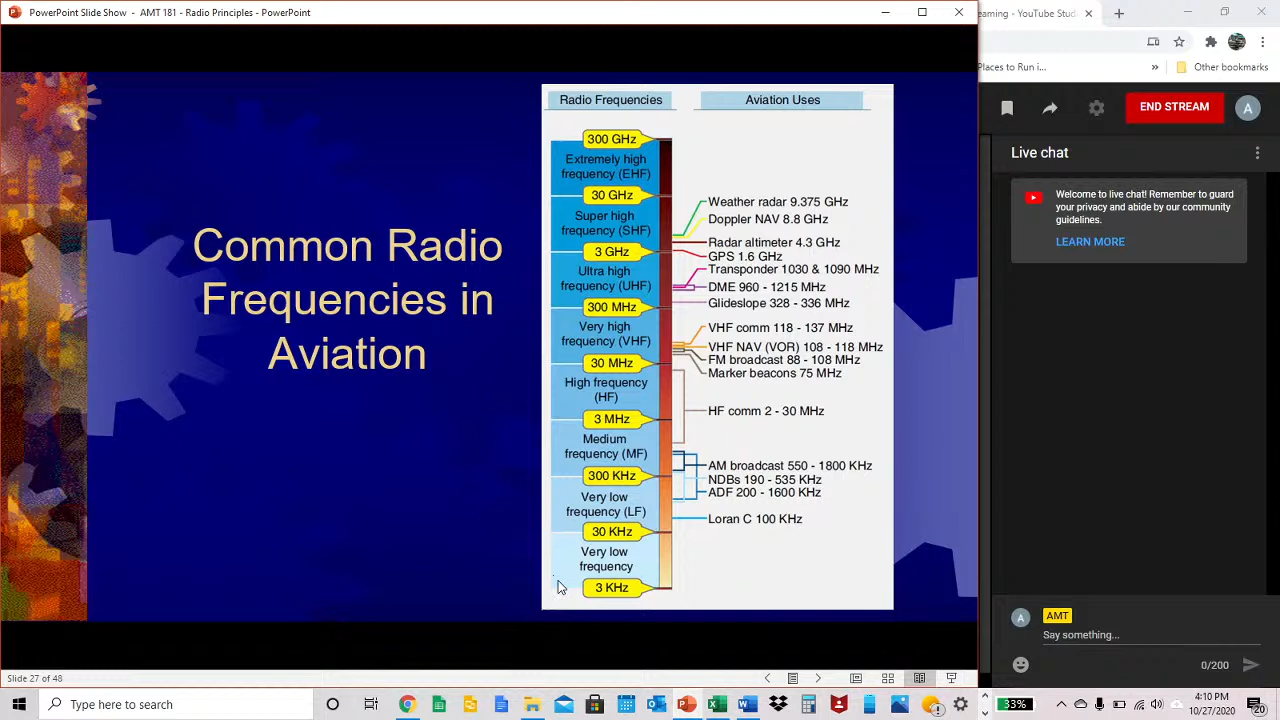 PowerPoint Slide Show - AMT 181 - Radio Principles - PowerPoint
eaming - YouTube Studi
Places to Run i...
Other bookmarks
END STREAM
A
Live chat
Welcome to live chat! Remember to guard
your privacy and abide by our community
guidelines.
LEARN MORE
Common Radio
Frequencies in
Aviation
Radio Frequencies
Aviation Uses
300 GHz
Extremely high
frequency (EHF)
30 GHz
Super high
frequency (SHF)
3 GHz
Ultra high
frequency (UHF)
300 MHz
Very high
frequency (VHF)
30 MHz
High frequency
(HF)
3 MHz
Medium
frequency (MF)
300 KHz
Very low
frequency (LF)
30 KHz
Very low
frequency
3 KHz
Weather radar 9.375 GHz
Doppler NAV 8.8 GHz
Radar altimeter 4.3 GHz
GPS 1.6 GHz
Transponder 1030 & 1090 MHz
DME 960 - 1215 MHz
Glideslope 328 - 336 MHz
VHF comm 118 - 137 MHz
VHF NAV (VOR) 108 - 118 MHz
FM broadcast 88 - 108 MHz
Marker beacons 75 MHz
HF comm 2 - 30 MHz
AM broadcast 550 - 1800 KHz
NDBs 190 - 535 KHz
ADF 200 - 1600 KHz
Loran C 100 KHz
A
AMT
Say something...
0/200
Slide 27 of 48
Type here to search
33%
4:10 PM
10/27/2020
20